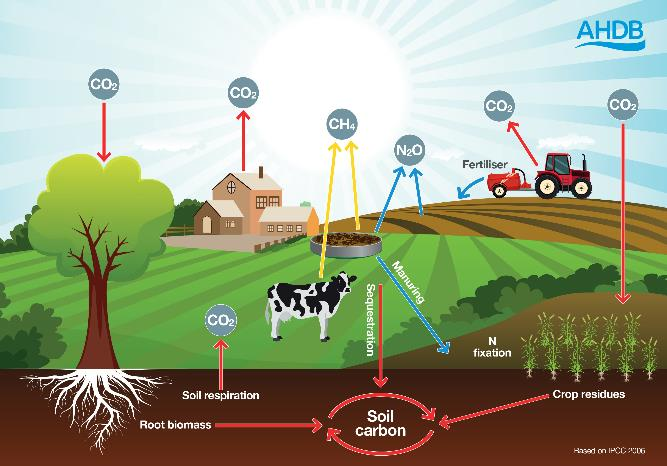 AHDB
CO₂
CO₂
CH₄
N₂O
CO₂
CO₂
Fertiliser
Manuring
Sequestration
CO₂
N
fixation
Soil respiration
Root biomass
Soil
carbon
Crop residues
Based on IPCC 2006